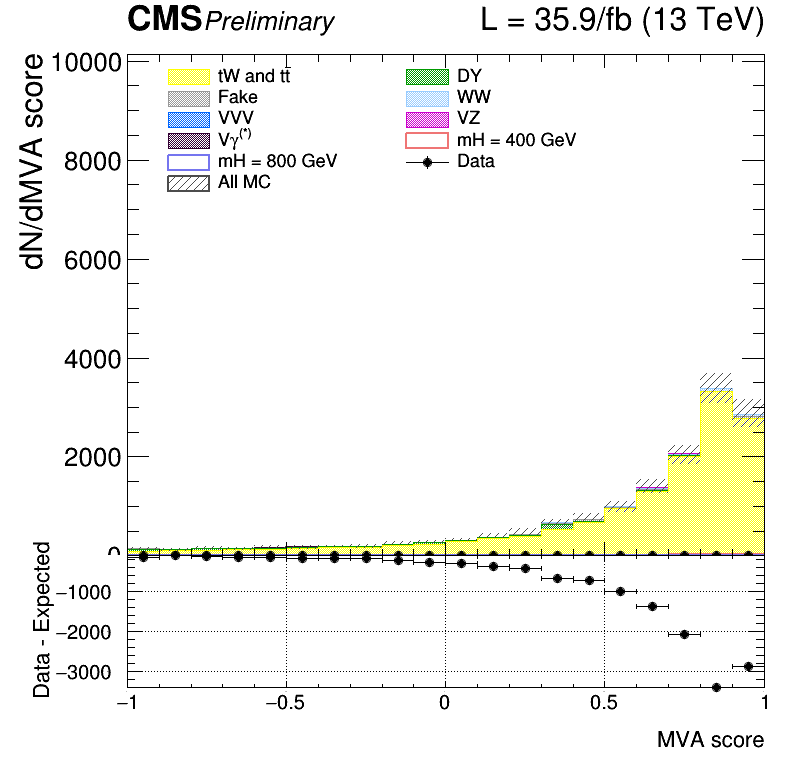 CMS Preliminary L = 35.9/fb (13 TeV)
dN/dMVA score
10000
8000
6000
4000
2000
0
tW and tt̅
DY
Fake
WW
VVV
VZ
Vγ(*)
mH = 400 GeV
mH = 800 GeV
Data
All MC
Data - Expected
−1000
−2000
−3000
−1 −0.5 0 0.5 1
MVA score